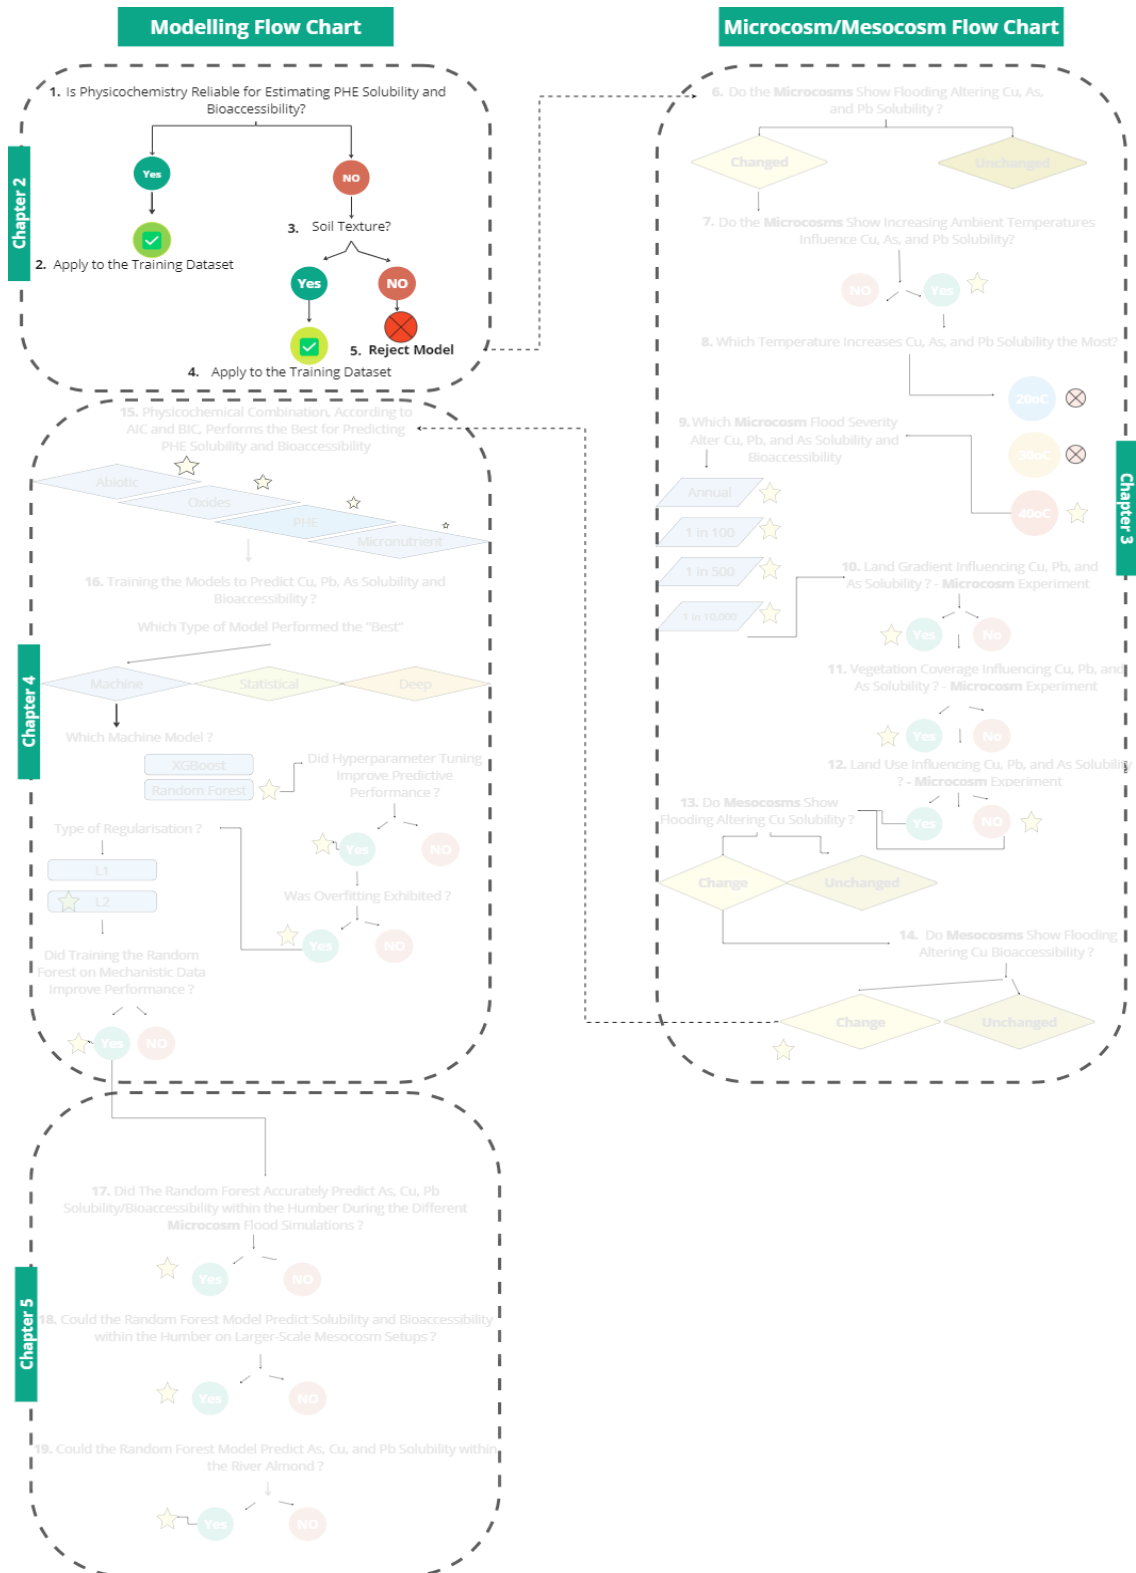 Modelling Flow Chart
Microcosm/Mesocosm Flow Chart
Chapter 2
1. Is Physicochemistry Reliable for Estimating PHE Solubility and
Bioaccessibility?
Yes
NO
2. Apply to the Training Dataset
3. Soil Texture?
Yes
NO
5. Reject Model
4. Apply to the Training Dataset
Chapter 3
6. Do the Microcosms Show Flooding Altering Cu, As,
and Pb Solubility ?
Changed
Unchanged
7. Do the Microcosms Show Increasing Ambient Temperatures
Influence Cu, As, and Pb Solubility?
NO
Yes
8. Which Temperature Increases Cu, As, and Pb Solubility the Most?
20oC
30oC
40oC
9. Which Microcosm Flood Severity
Alter Cu, Pb, and As Solubility and
Bioaccessibility
Annual
1 in 100
1 in 500
1 in 10,000
10. Land Gradient Influencing Cu, Pb, and
As Solubility ? - Microcosm Experiment
Yes
No
11. Vegetation Coverage Influencing Cu, Pb, and
As Solubility ? - Microcosm Experiment
Yes
No
12. Land Use Influencing Cu, Pb, and As Solubility
? - Microcosm Experiment
Yes
NO
13. Do Mesocosms Show
Flooding Altering Cu Solubility ?
Change
Unchanged
14. Do Mesocosms Show Flooding
Altering Cu Bioaccessibility ?
Change
Unchanged
Chapter 4
15. Physicochemical Combination, According to
AIC and BIC, Performs the Best for Predicting
PHE Solubility and Bioaccessibility
Abiotic
Oxides
PHE
Micronutrient
16. Training the Models to Predict Cu, Pb, As Solubility and
Bioaccessibility ?
Which Type of Model Performed the "Best"
Machine
Statistical
Deep
Which Machine Model ?
XGBoost
Random Forest
Did Hyperparameter Tuning
Improve Predictive
Performance ?
Yes
NO
Was Overfitting Exhibited ?
Yes
NO
Type of Regularisation ?
L1
L2
Did Training the Random
Forest on Mechanistic Data
Improve Performance ?
Yes
NO
Chapter 5
17. Did The Random Forest Accurately Predict As, Cu, Pb
Solubility/Bioaccessibility within the Humber During the Different
Microcosm Flood Simulations ?
Yes
NO
18. Could the Random Forest Model Predict Solubility and Bioaccessibility
within the Humber on Larger-Scale Mesocosm Setups ?
Yes
NO
19. Could the Random Forest Model Predict As, Cu, and Pb Solubility within
the River Almond ?
Yes
NO